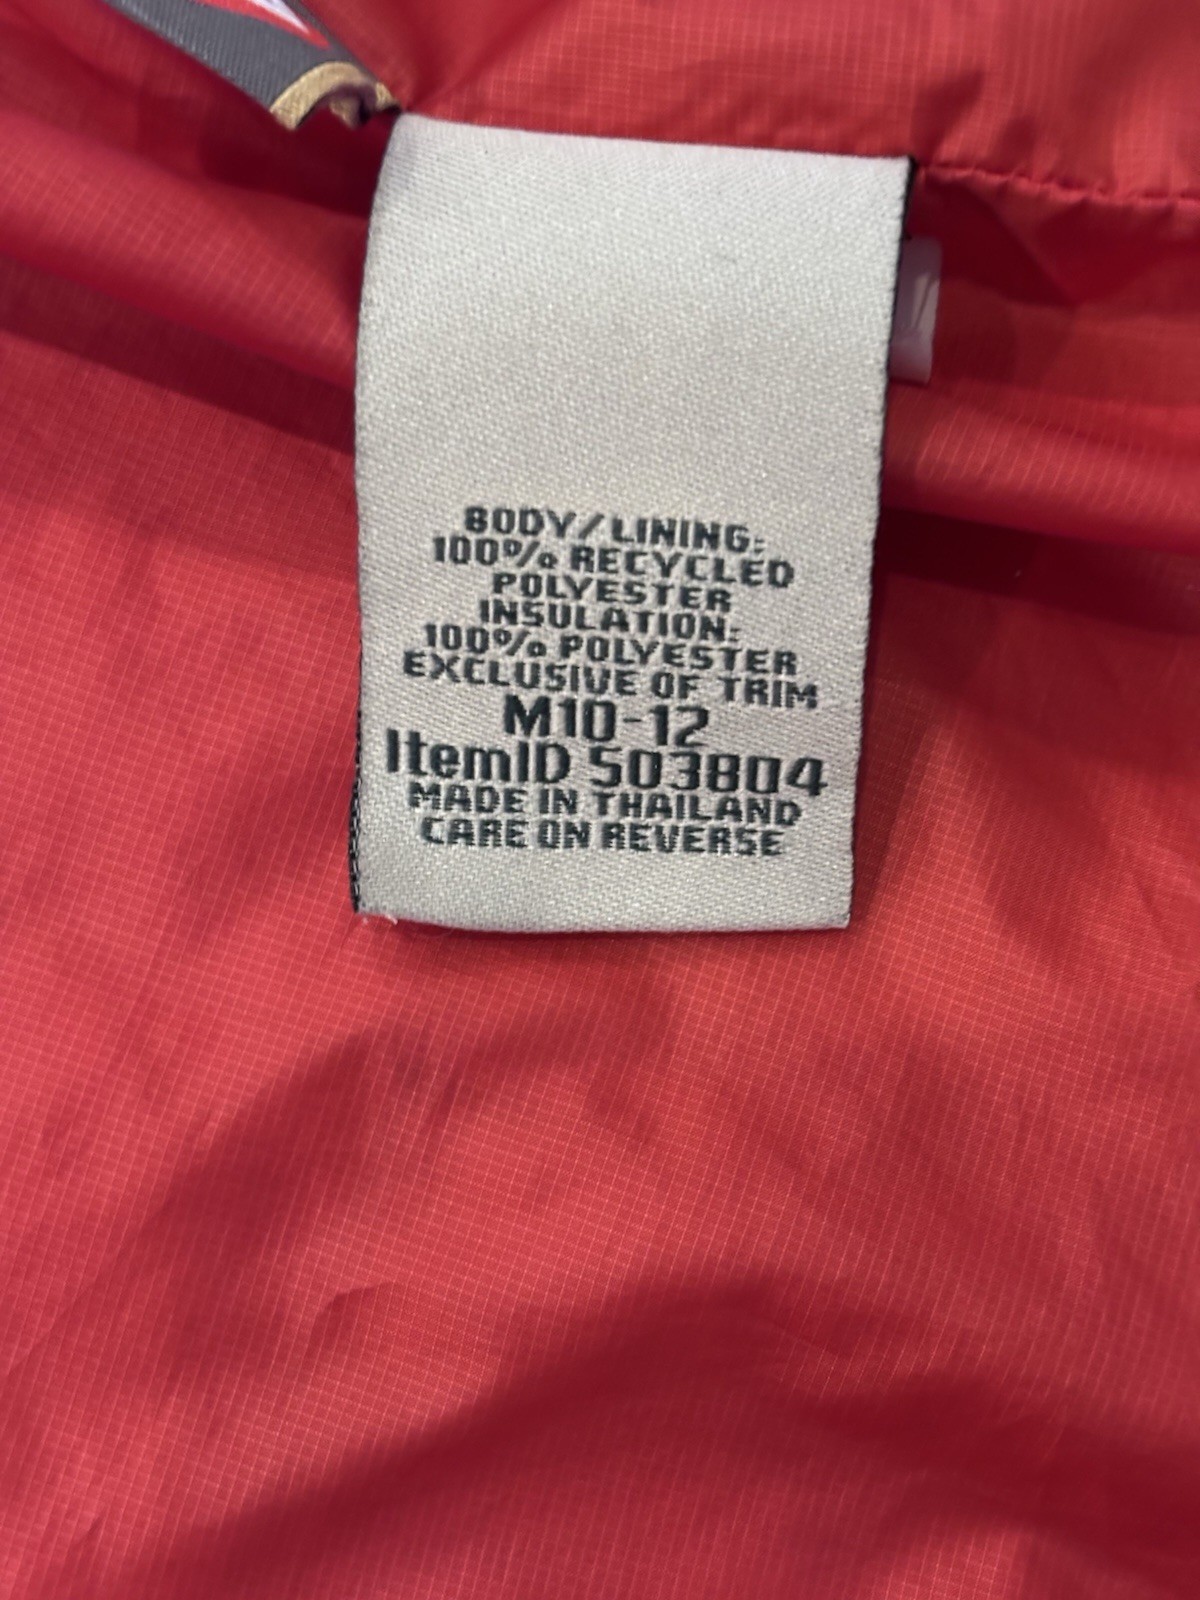 BODY/LINING:
100% RECYCLED
POLYESTER
INSULATION:
100% POLYESTER
EXCLUSIVE OF TRIM
M10-12
ItemID 503804
MADE IN THAILAND
CARE ON REVERSE